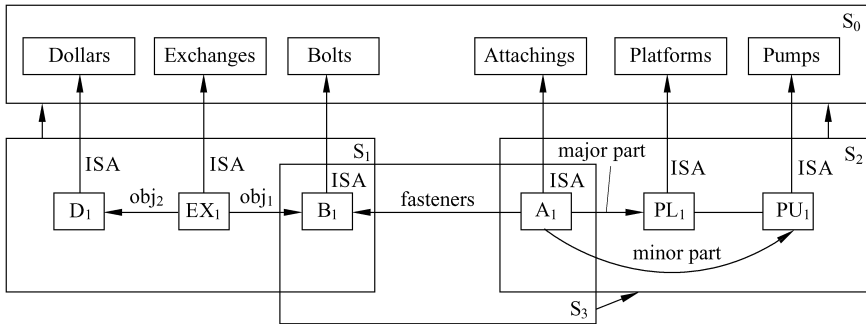 S₀
Dollars Exchanges Bolts Attachings Platforms Pumps
S₁ S₂
major part
ISA ISA ISA ISA ISA ISA
D₁ obj₂ EX₁ obj₁ B₁ fasteners A₁ PL₁ PU₁
minor part
S₃